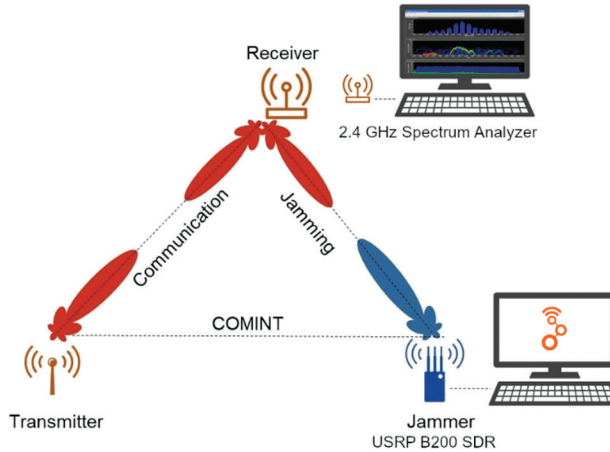 Receiver
2.4 GHz Spectrum Analyzer
Communication
Jamming
COMINT
Transmitter
Jammer
USRP B200 SDR